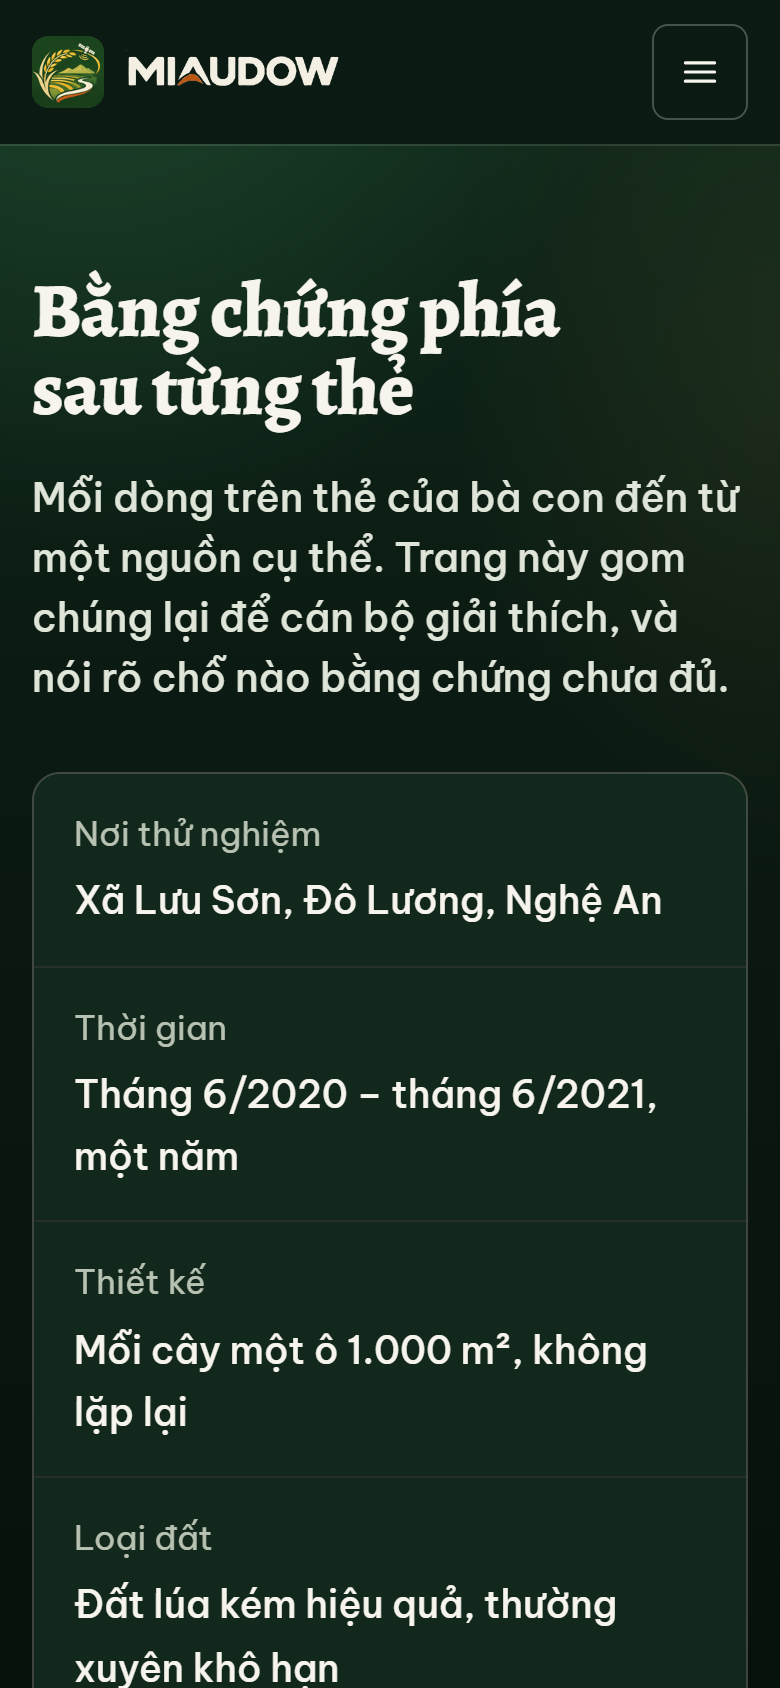 MIAUDOW
Bằng chứng phía
sau từng thẻ
Mỗi dòng trên thẻ của bà con đến từ
một nguồn cụ thể. Trang này gom
chúng lại để cán bộ giải thích, và
nói rõ chỗ nào bằng chứng chưa đủ.
Nơi thử nghiệm
Xã Lưu Sơn, Đô Lương, Nghệ An
Thời gian
Tháng 6/2020 – tháng 6/2021,
một năm
Thiết kế
Mỗi cây một ô 1.000 m², không
lặp lại
Loại đất
Đất lúa kém hiệu quả, thường
xuyên khô hạn